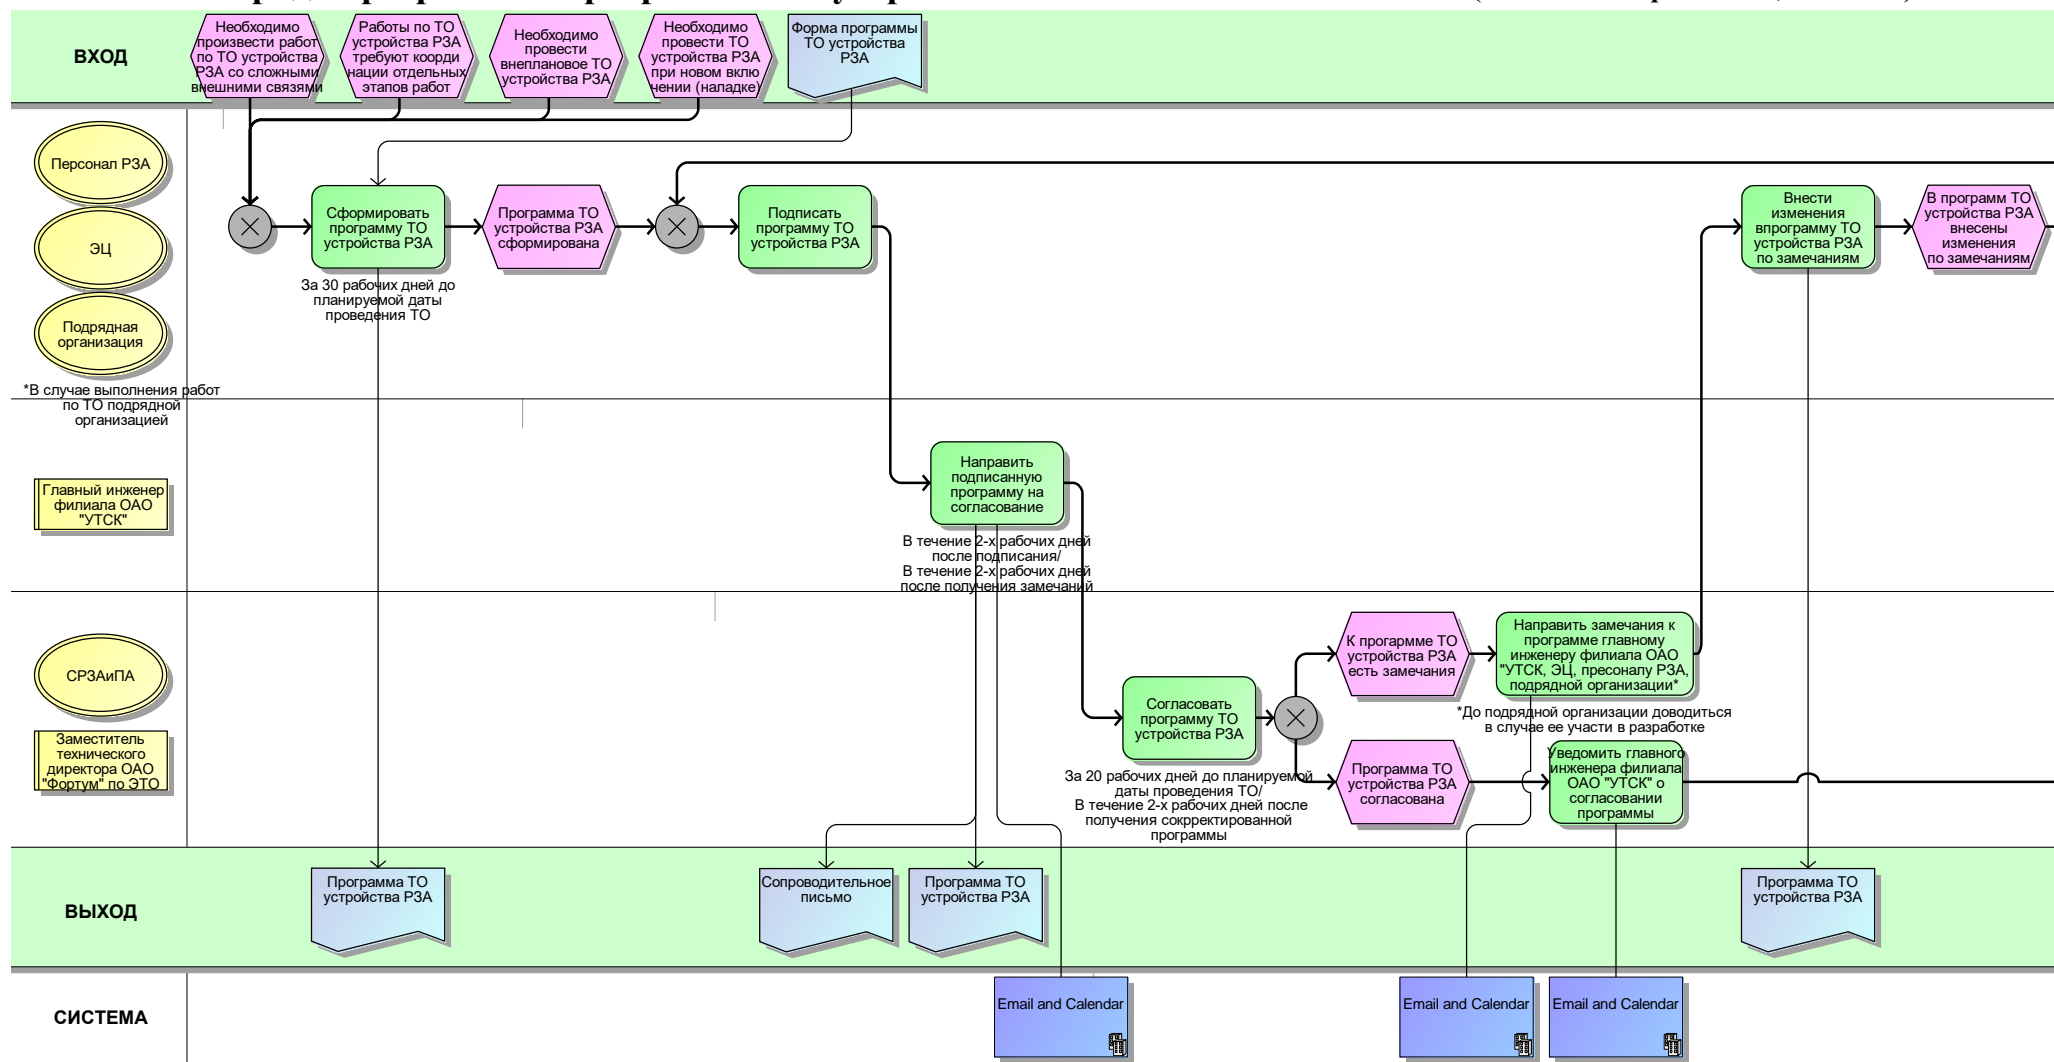 ВХОД
Необходимо
произвести работ
по ТО устройства
РЗА со сложными
внешними связями
Работы по ТО
устройства РЗА
требуют коорди
нации отдельных
этапов работ
Необходимо
провести
внеплановое ТО
устройства РЗА
Необходимо
провести ТО
устройства РЗА
при новом вклю
чении (наладке)
Форма программы
ТО устройства
РЗА
Персонал РЗА
ЭЦ
Подрядная
организация
*В случае выполнения работ
по ТО подрядной
организацией
Сформировать
программу ТО
устройства РЗА
За 30 рабочих дней до
планируемой даты
проведения ТО
Программа ТО
устройства РЗА
сформирована
Подписать
программу ТО
устройства РЗА
Внести
изменения
впрограмму ТО
устройства РЗА
по замечаниям
В программ ТО
устройства РЗА
внесены
изменения
по замечаниям
Главный инженер
филиала ОАО
"УТСК"
Направить
подписанную
программу на
согласование
В течение 2-х рабочих дней
после подписания/
В течение 2-х рабочих дней
после получения замечаний
СРЗАиПА
Заместитель
технического
директора ОАО
"Фортум" по ЭТО
Согласовать
программу ТО
устройства РЗА
За 20 рабочих дней до планируемой
даты проведения ТО/
В течение 2-х рабочих дней после
получения сокрректированной
программы
К прогармме ТО
устройства РЗА
есть замечания
Направить замечания к
программе главному
инженеру филиала ОАО
"УТСК, ЭЦ, пресоналу РЗА,
подрядной организации*
*До подрядной организации доводиться
в случае ее участи в разработке
Программа ТО
устройства РЗА
согласована
Уведомить главного
инженера филиала
ОАО "УТСК" о
согласовании
программы
ВЫХОД
Программа ТО
устройства РЗА
Сопроводительное
письмо
Программа ТО
устройства РЗА
Программа ТО
устройства РЗА
СИСТЕМА
Email and Calendar
Email and Calendar
Email and Calendar